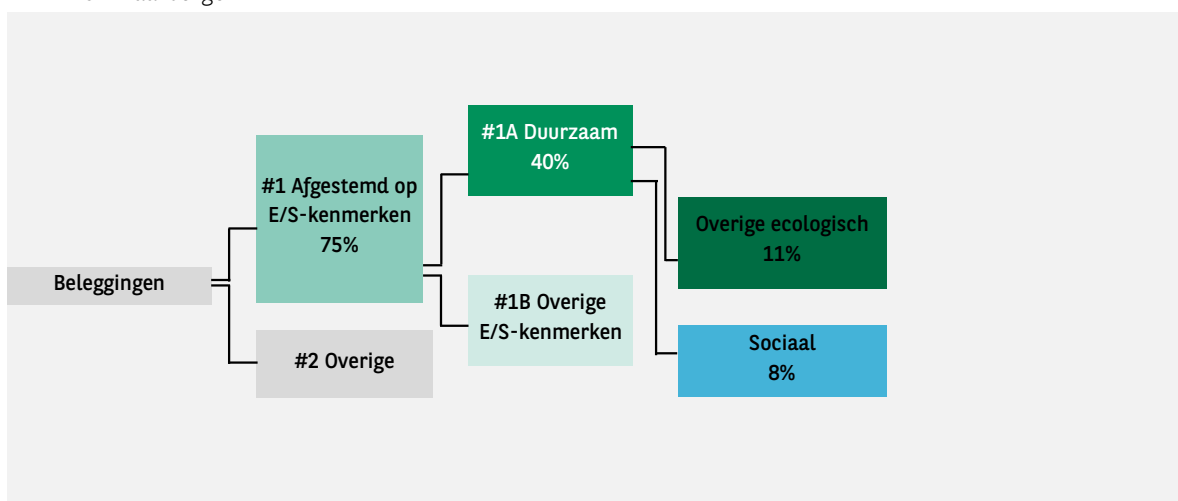 Beleggingen
#1 Afgestemd op
E/S-kenmerken
75%
#2 Overige
#1A Duurzaam
40%
#1B Overige
E/S-kenmerken
Overige ecologisch
11%
Sociaal
8%